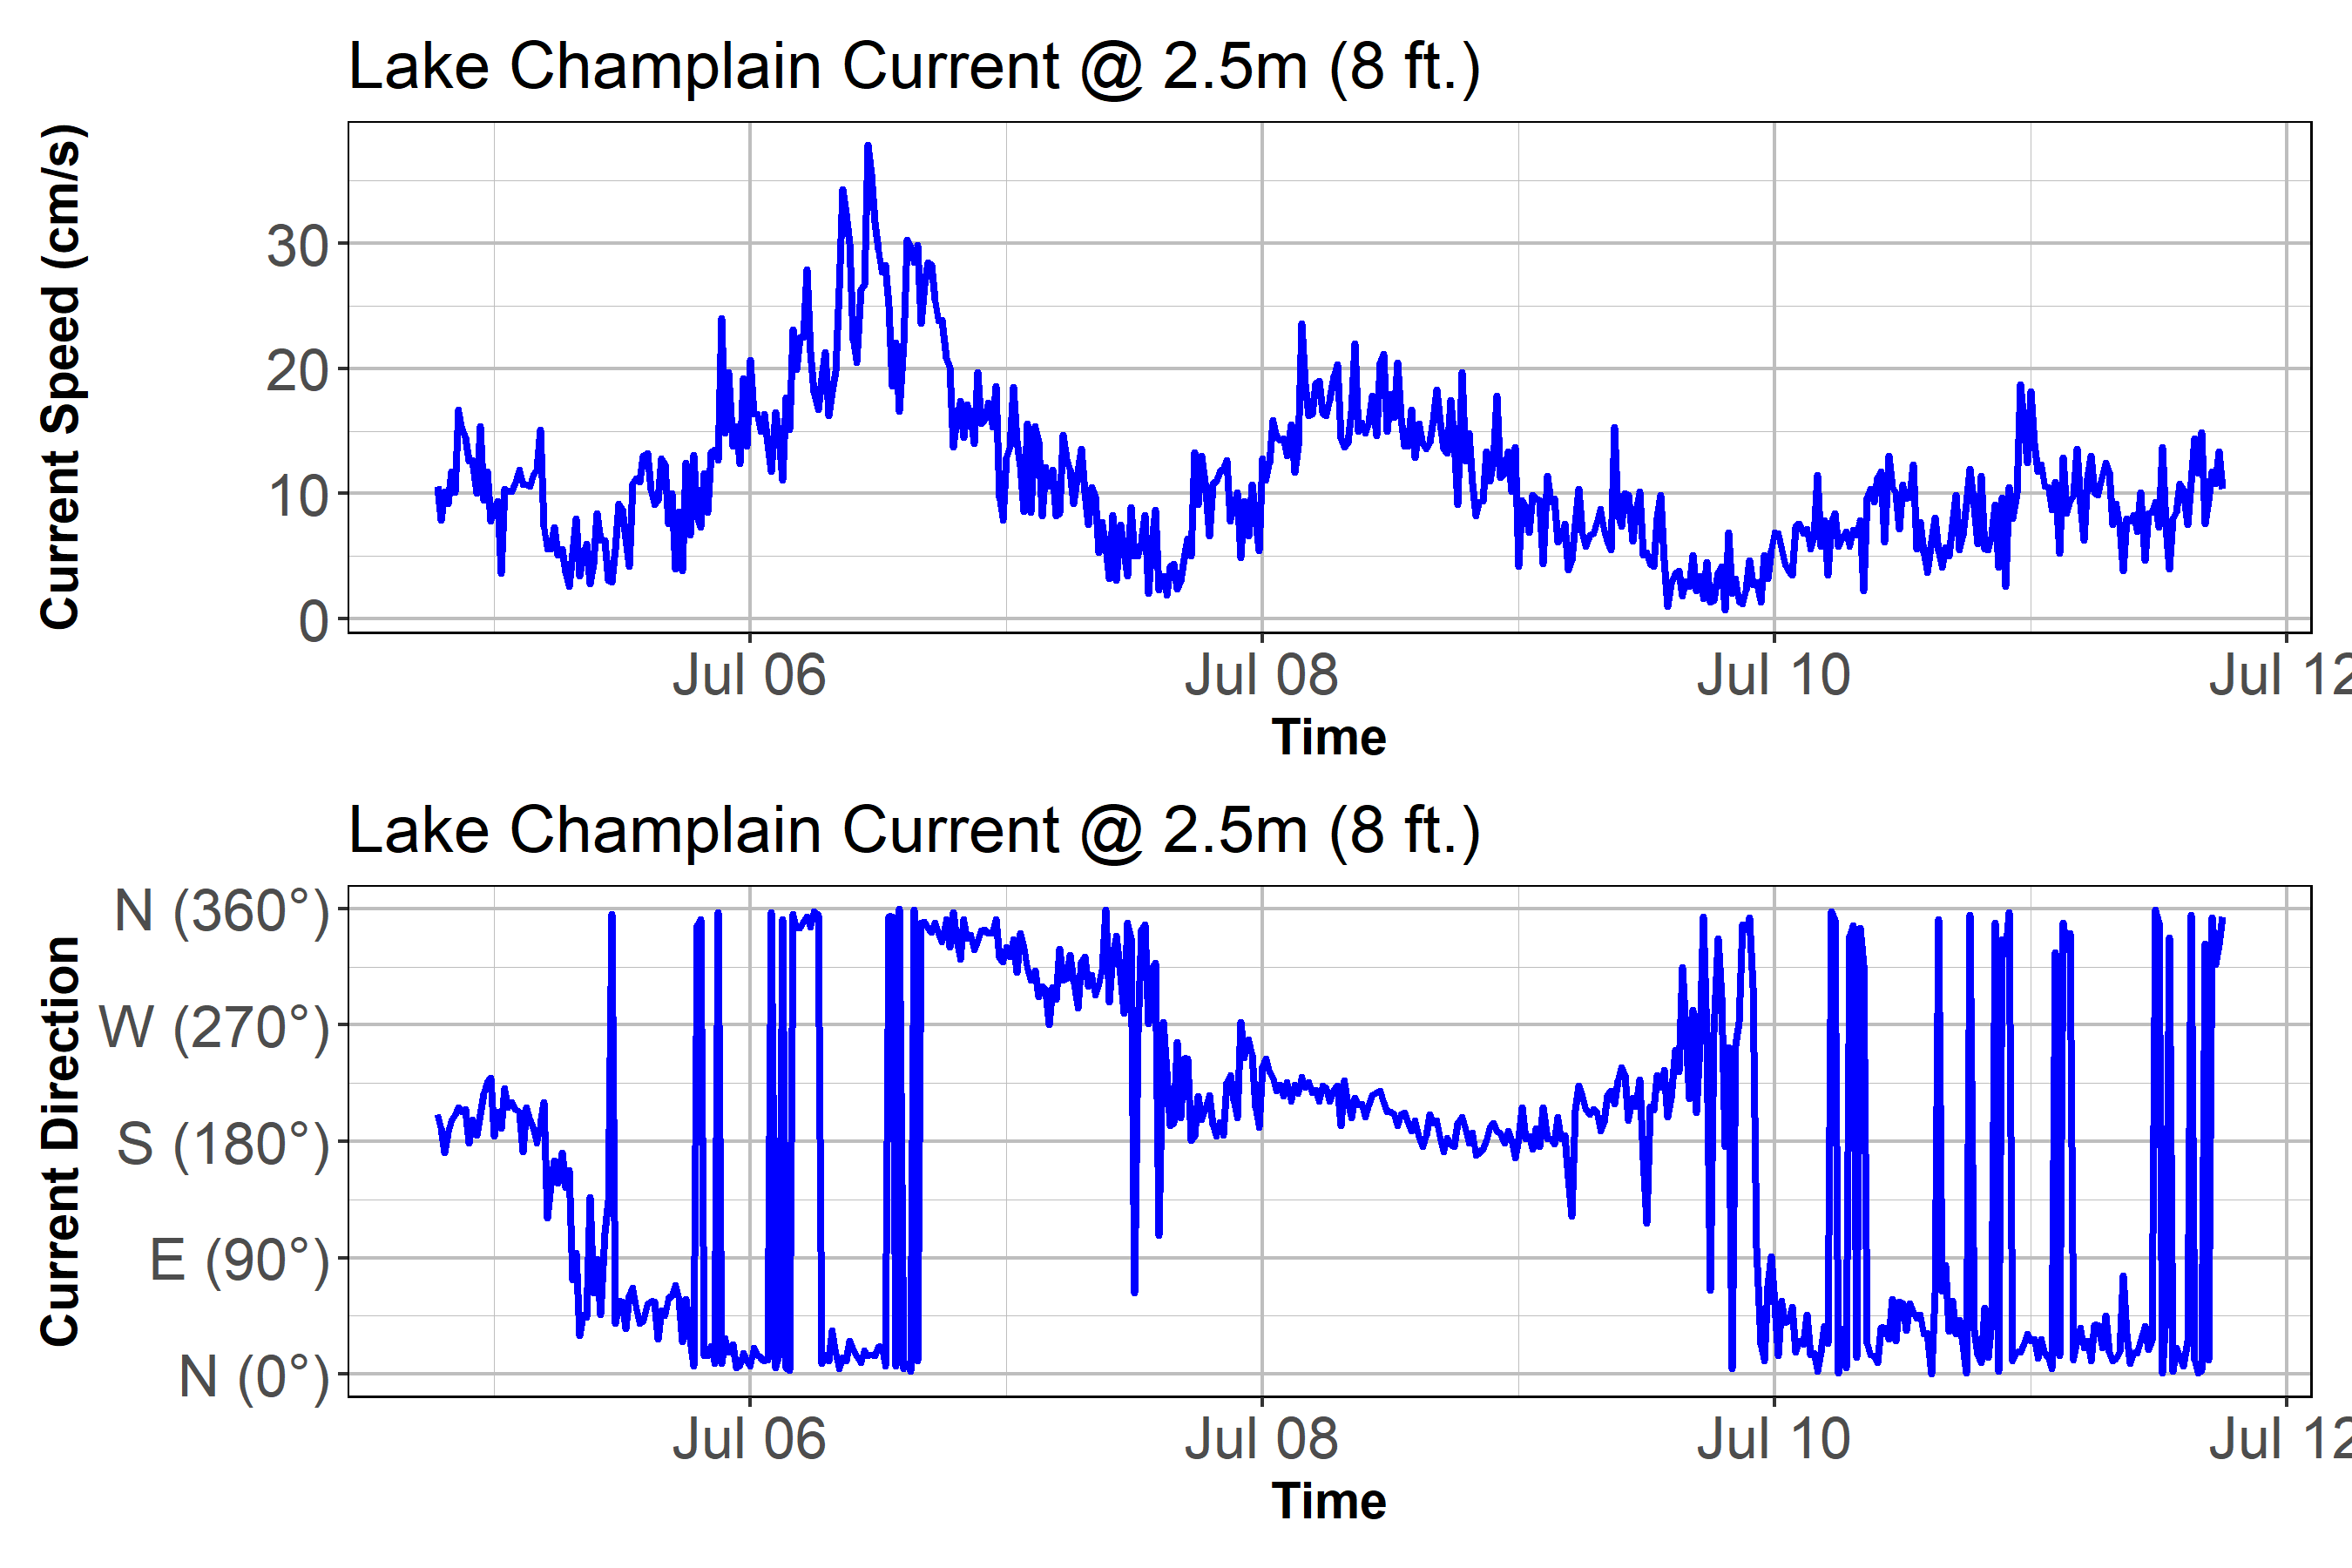 Lake Champlain Current @ 2.5m (8 ft.)
Current Speed (cm/s)
30
20
10
0
Jul 06 Jul 08 Jul 10 Jul 12
Time
Lake Champlain Current @ 2.5m (8 ft.)
Current Direction
N (360°)
W (270°)
S (180°)
E (90°)
N (0°)
Jul 06 Jul 08 Jul 10 Jul 12
Time